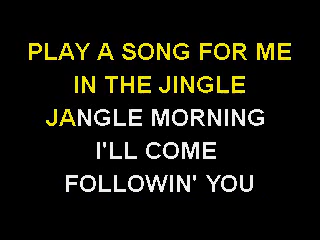 PLAY A SONG FOR ME
IN THE JINGLE
JANGLE MORNING
I'LL COME
FOLLOWIN' YOU